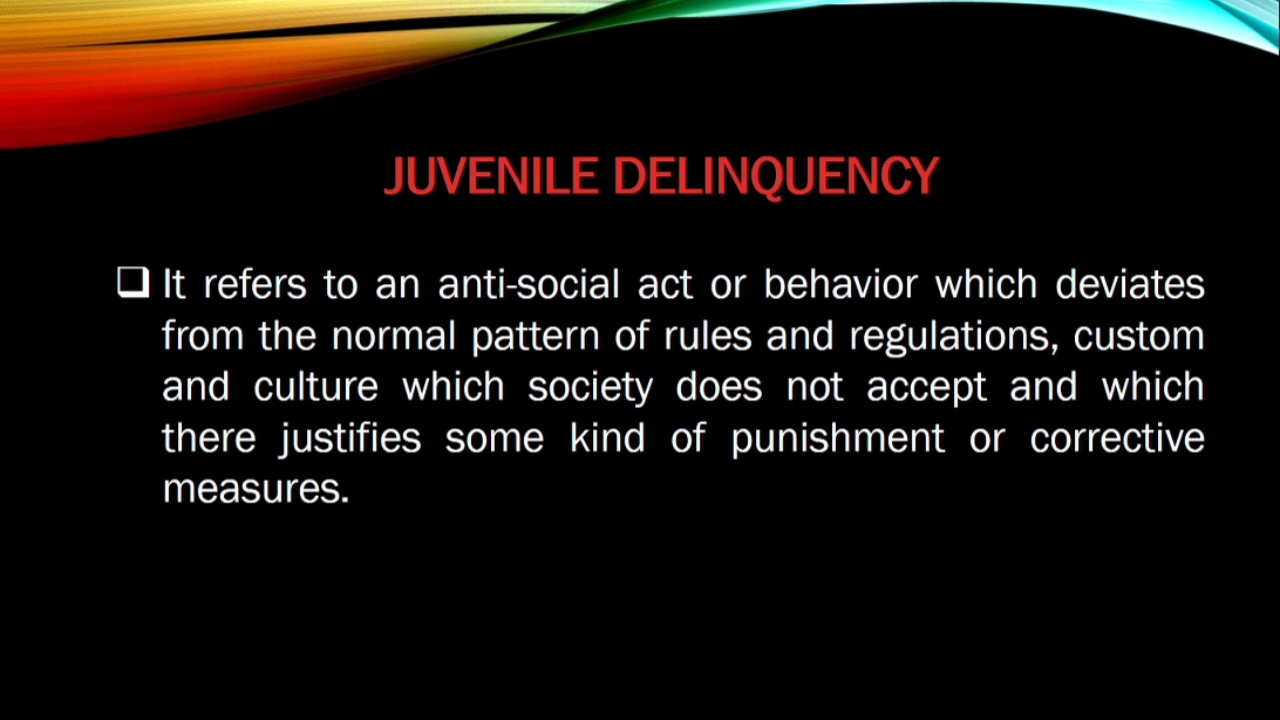 JUVENILE DELINQUENCY
It refers to an anti-social act or behavior which deviates
from the normal pattern of rules and regulations, custom
and culture which society does not accept and which
there justifies some kind of punishment or corrective
measures.